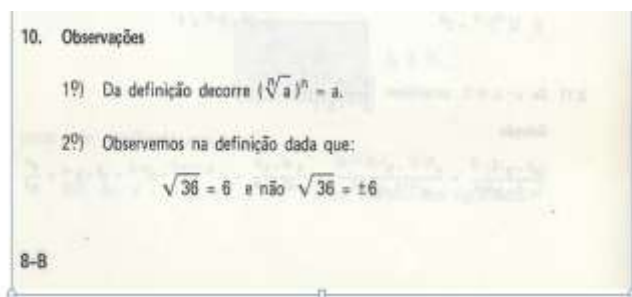 10. Observações
1º) Da definição decorre (ⁿ√a)ⁿ = a.
2º) Observemos na definição dada que:
√36 = 6 e não √36 = ±6
8–B